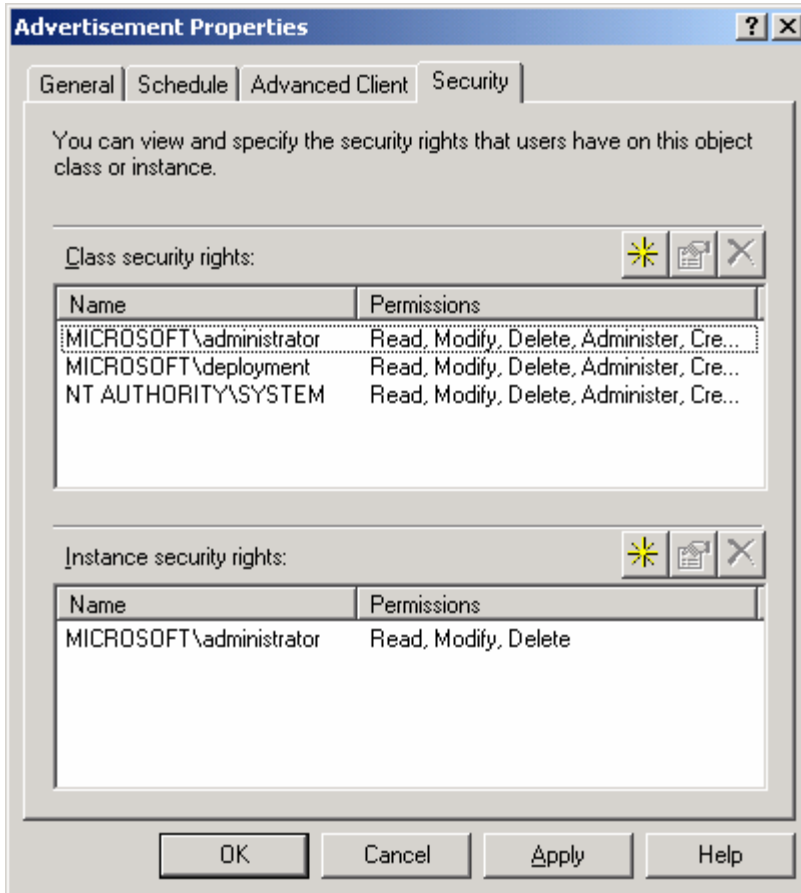 Advertisement Properties
General Schedule Advanced Client Security
You can view and specify the security rights that users have on this object
class or instance.
Class security rights:
Name Permissions
MICROSOFT\administrator Read, Modify, Delete, Administer, Cre...
MICROSOFT\deployment Read, Modify, Delete, Administer, Cre...
NT AUTHORITY\SYSTEM Read, Modify, Delete, Administer, Cre...
Instance security rights:
Name Permissions
MICROSOFT\administrator Read, Modify, Delete
OK Cancel Apply Help